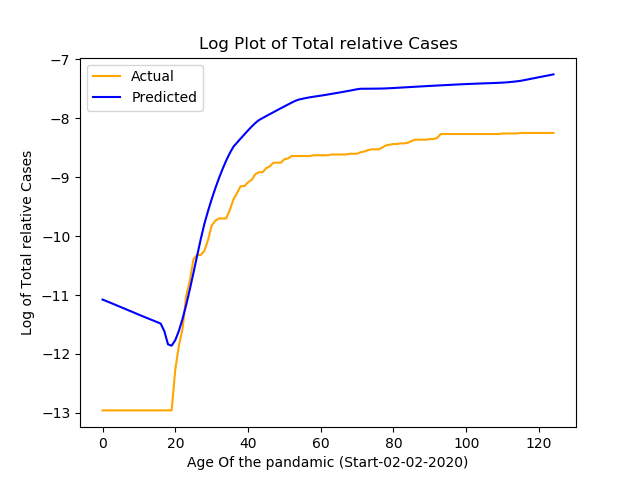 Log Plot of Total relative Cases
Actual
Predicted
−7
−8
−9
−10
−11
−12
−13
Log of Total relative Cases
0 20 40 60 80 100 120
Age Of the pandamic (Start-02-02-2020)